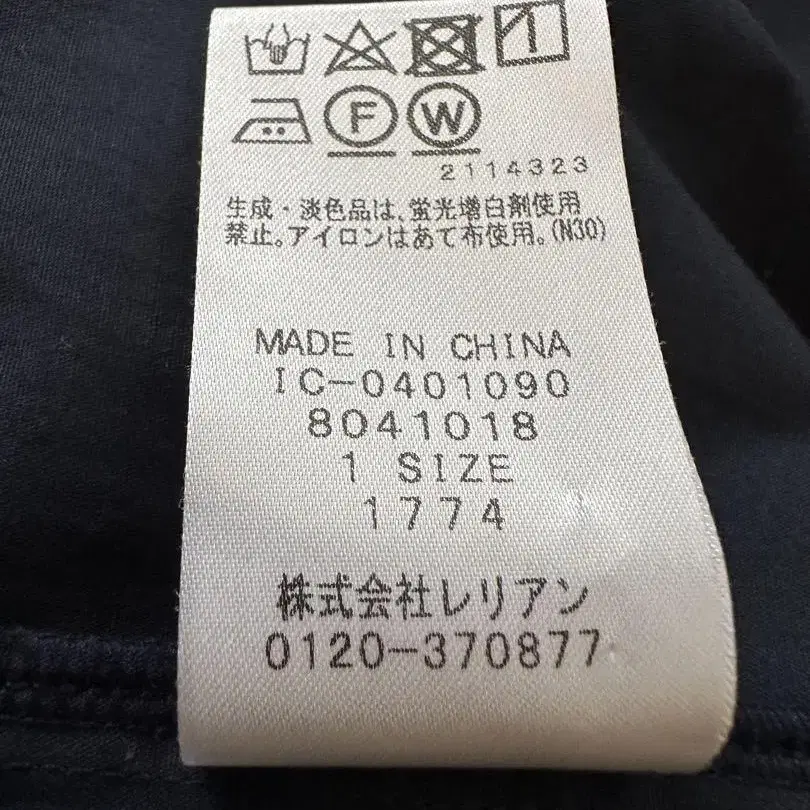 F W
2114323
生成・淡色品は、蛍光増白剤使用
禁止。アイロンはあて布使用。(N30)
MADE IN CHINA
IC-0401090
8041018
1 SIZE
1774
株式会社レリアン
0120-370877